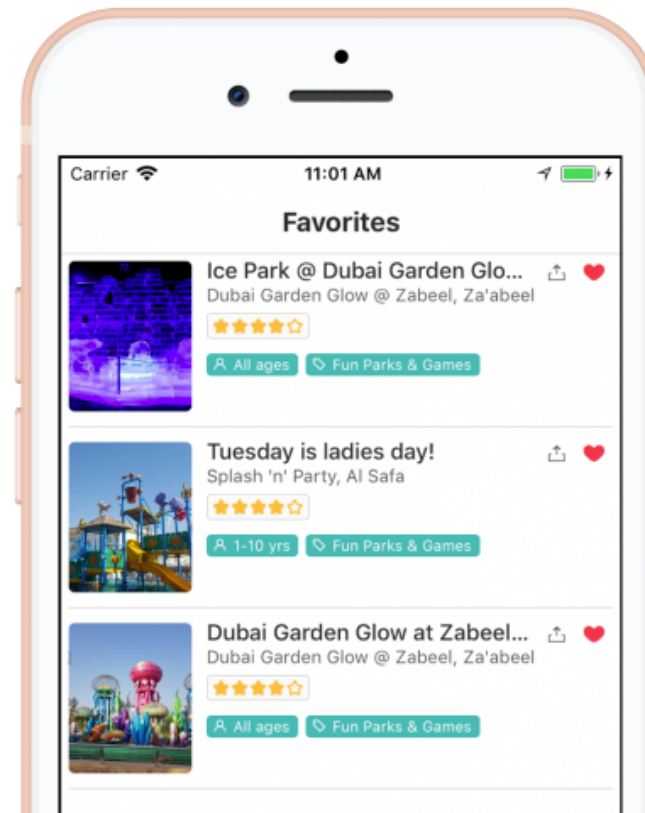 Carrier
11:01 AM
Favorites
Ice Park @ Dubai Garden Glo...
Dubai Garden Glow @ Zabeel, Za'abeel
All ages
Fun Parks & Games
Tuesday is ladies day!
Splash 'n' Party, Al Safa
1-10 yrs
Fun Parks & Games
Dubai Garden Glow at Zabeel...
Dubai Garden Glow @ Zabeel, Za'abeel
All ages
Fun Parks & Games